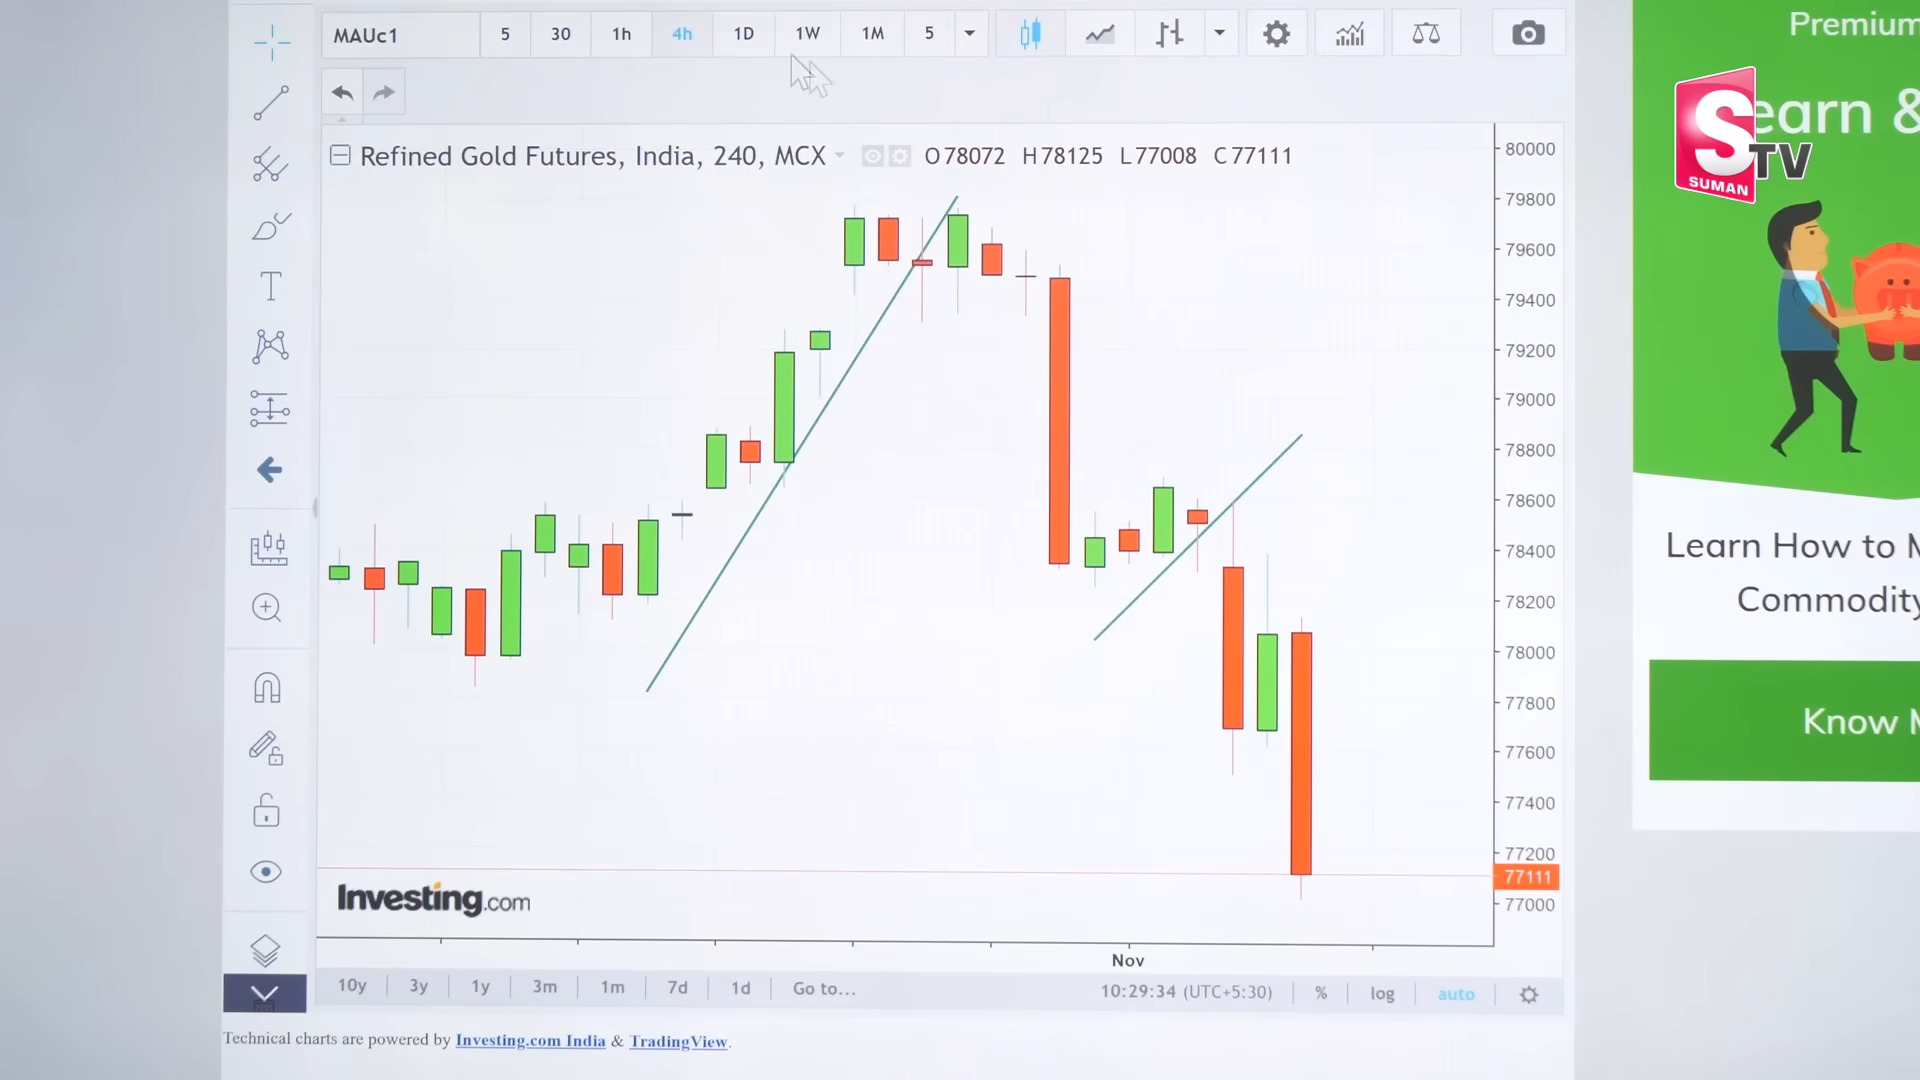 MAUc1 5 30 1h 4h 1D 1W 1M 5
Refined Gold Futures, India, 240, MCX O78072 H78125 L77008 C77111
80000
79800
79600
79400
79200
79000
78800
78600
78400
78200
78000
77800
77600
77400
77200
77111
77000
Investing.com
Nov
10y 3y 1y 3m 1m 7d 1d Go to... 10:29:34 (UTC+5:30) % log auto
Technical charts are powered by Investing.com India & TradingView.
Premium
earn &
S TV
SUMAN
Learn How to
Commodity
Know